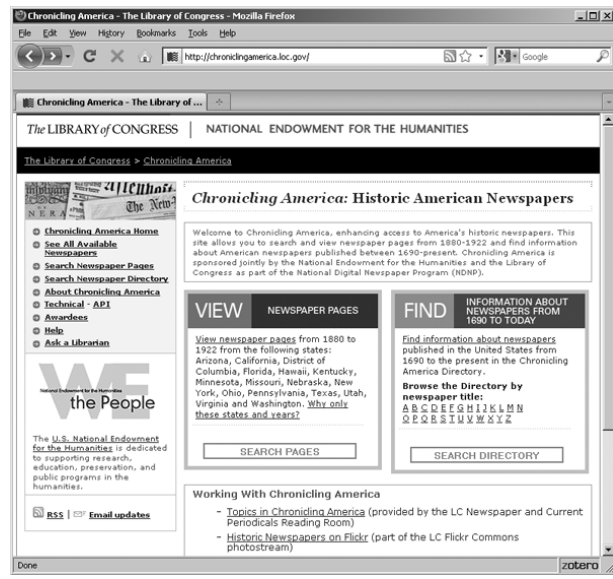 Chronicling America - The Library of Congress - Mozilla Firefox
File Edit View History Bookmarks Tools Help
http://chroniclingamerica.loc.gov/
Google
Chronicling America - The Library of ...
The LIBRARY of CONGRESS | NATIONAL ENDOWMENT FOR THE HUMANITIES
The Library of Congress > Chronicling America
Chronicling America Home
See All Available
Newspapers
Search Newspaper Pages
Search Newspaper Directory
About Chronicling America
Technical - API
Awardees
Help
Ask a Librarian
National Endowment for the Humanities
WE
the People
The U.S. National Endowment
for the Humanities is dedicated
to supporting research,
education, preservation, and
public programs in the
humanities.
RSS | Email updates
Chronicling America: Historic American Newspapers
Welcome to Chronicling America, enhancing access to America's historic newspapers. This
site allows you to search and view newspaper pages from 1880-1922 and find information
about American newspapers published between 1690-present. Chronicling America is
sponsored jointly by the National Endowment for the Humanities and the Library of
Congress as part of the National Digital Newspaper Program (NDNP).
VIEW NEWSPAPER PAGES
View newspaper pages from 1880 to
1922 from the following states:
Arizona, California, District of
Columbia, Florida, Hawaii, Kentucky,
Minnesota, Missouri, Nebraska, New
York, Ohio, Pennsylvania, Texas, Utah,
Virginia and Washington. Why only
these states and years?
SEARCH PAGES
FIND INFORMATION ABOUT
NEWSPAPERS FROM
1690 TO TODAY
Find information about newspapers
published in the United States from
1690 to the present in the Chronicling
America Directory.
Browse the Directory by
newspaper title:
A B C D E F G H I J K L M N
O P Q R S T U V W X Y Z
SEARCH DIRECTORY
Working With Chronicling America
- Topics in Chronicling America (provided by the LC Newspaper and Current
Periodicals Reading Room)
- Historic Newspapers on Flickr (part of the LC Flickr Commons
photostream)
Done
zotero